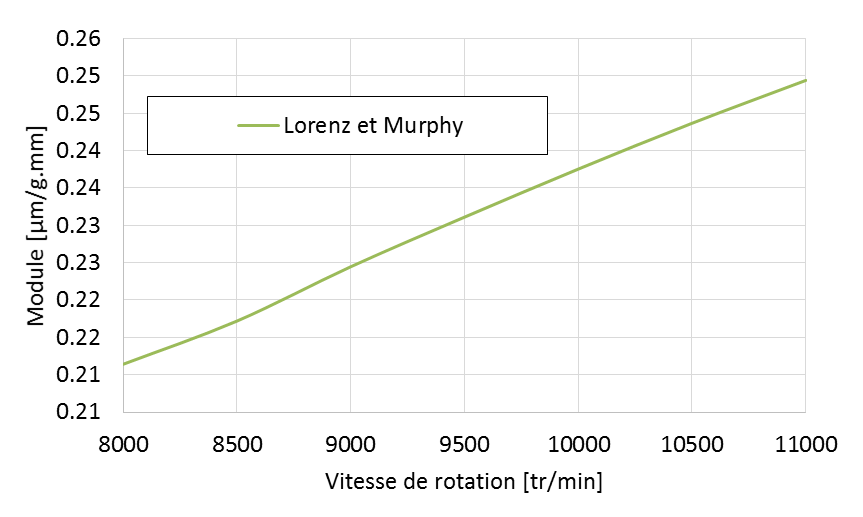 0.26
0.25
0.25
0.24
0.24
0.23
0.23
0.22
0.22
0.21
0.21
Module [µm/g.mm]
Lorenz et Murphy
8000 8500 9000 9500 10000 10500 11000
Vitesse de rotation [tr/min]